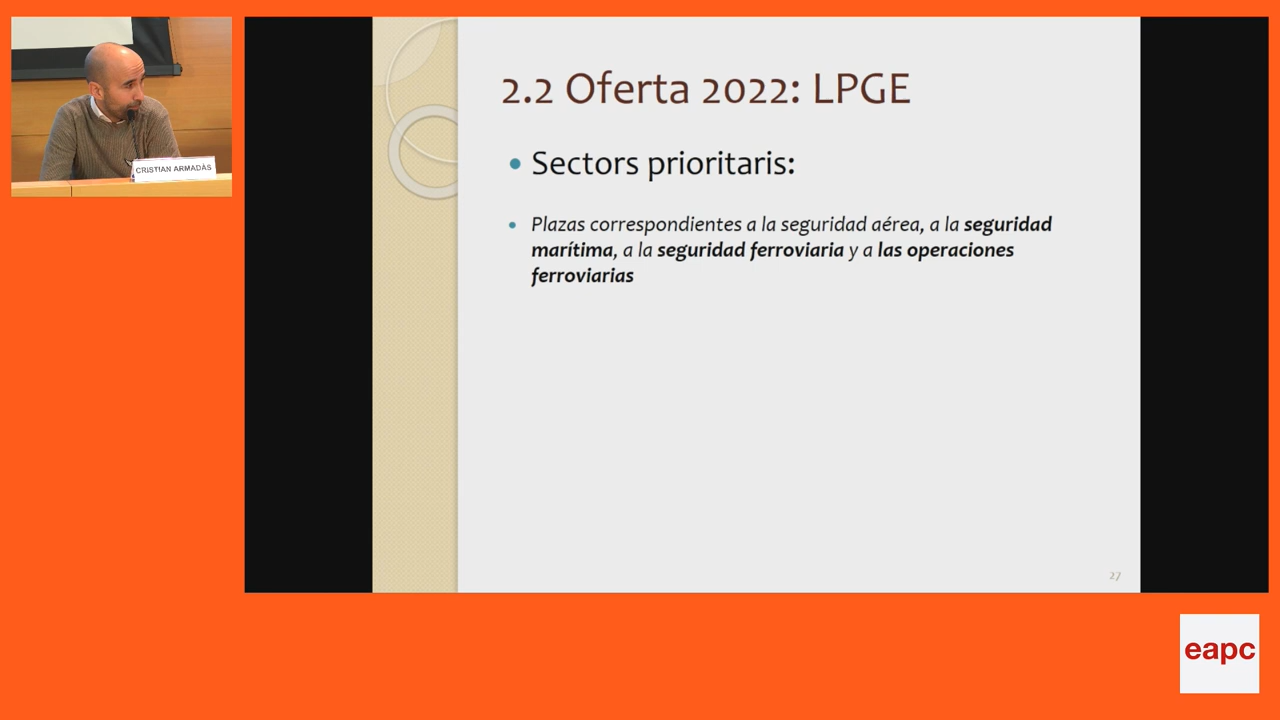 CRISTIAN ARMADÀS
2.2 Oferta 2022: LPGE
• Sectors prioritaris:
• Plazas correspondientes a la seguridad aérea, a la seguridad
marítima, a la seguridad ferroviaria y a las operaciones
ferroviarias
27
eapc